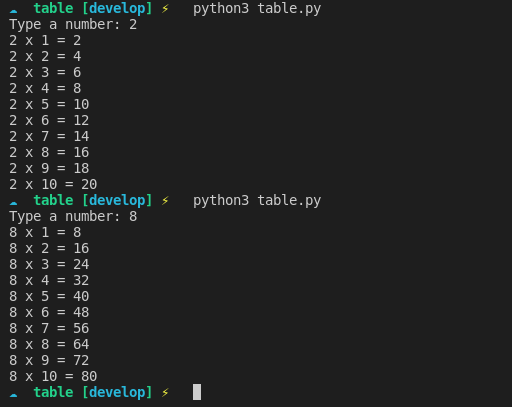 ☁ table [develop] ⚡ python3 table.py
Type a number: 2
2 x 1 = 2
2 x 2 = 4
2 x 3 = 6
2 x 4 = 8
2 x 5 = 10
2 x 6 = 12
2 x 7 = 14
2 x 8 = 16
2 x 9 = 18
2 x 10 = 20
☁ table [develop] ⚡ python3 table.py
Type a number: 8
8 x 1 = 8
8 x 2 = 16
8 x 3 = 24
8 x 4 = 32
8 x 5 = 40
8 x 6 = 48
8 x 7 = 56
8 x 8 = 64
8 x 9 = 72
8 x 10 = 80
☁ table [develop] ⚡